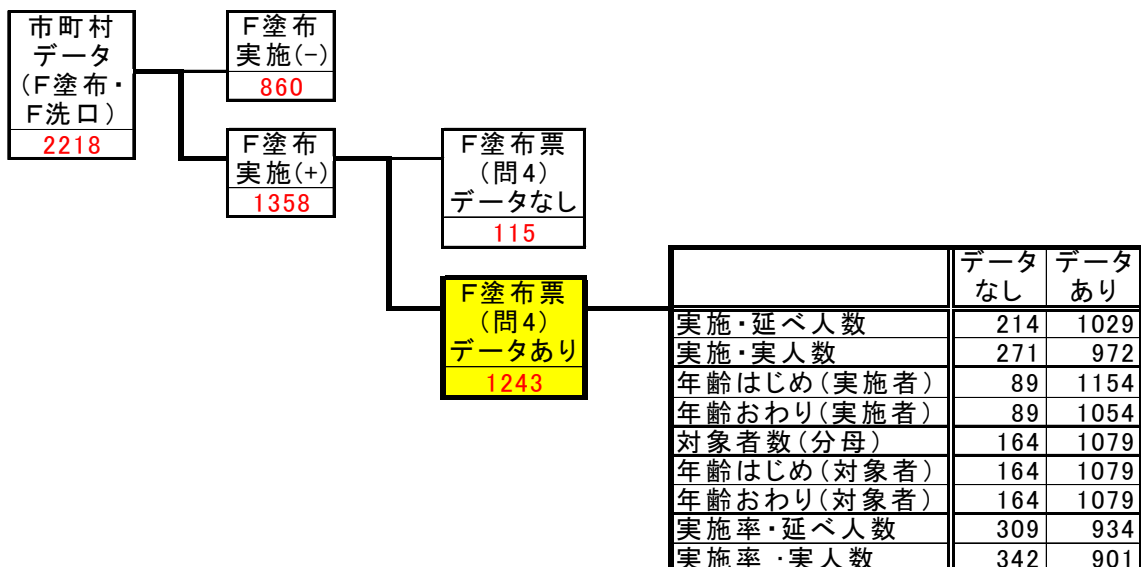 市町村
データ
(F塗布・
F洗口)
2218
F塗布
実施(-)
860
F塗布
実施(+)
1358
F塗布票
(問4)
データなし
115
F塗布票
(問4)
データあり
1243
データ データ
なし あり
実施・延べ人数 214 1029
実施・実人数 271 972
年齢はじめ(実施者) 89 1154
年齢おわり(実施者) 89 1054
対象者数(分母) 164 1079
年齢はじめ(対象者) 164 1079
年齢おわり(対象者) 164 1079
実施率・延べ人数 309 934
実施率・実人数 342 901